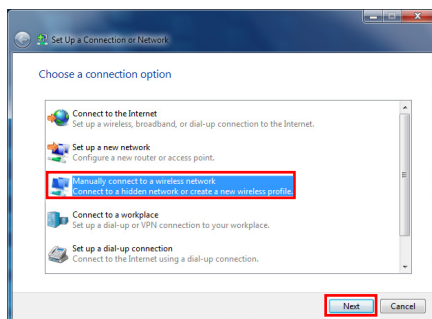 Set Up a Connection or Network
Choose a connection option
Connect to the Internet
Set up a wireless, broadband, or dial-up connection to the Internet.
Set up a new network
Configure a new router or access point.
Manually connect to a wireless network
Connect to a hidden network or create a new wireless profile.
Connect to a workplace
Set up a dial-up or VPN connection to your workplace.
Set up a dial-up connection
Connect to the Internet using a dial-up connection.
Next Cancel